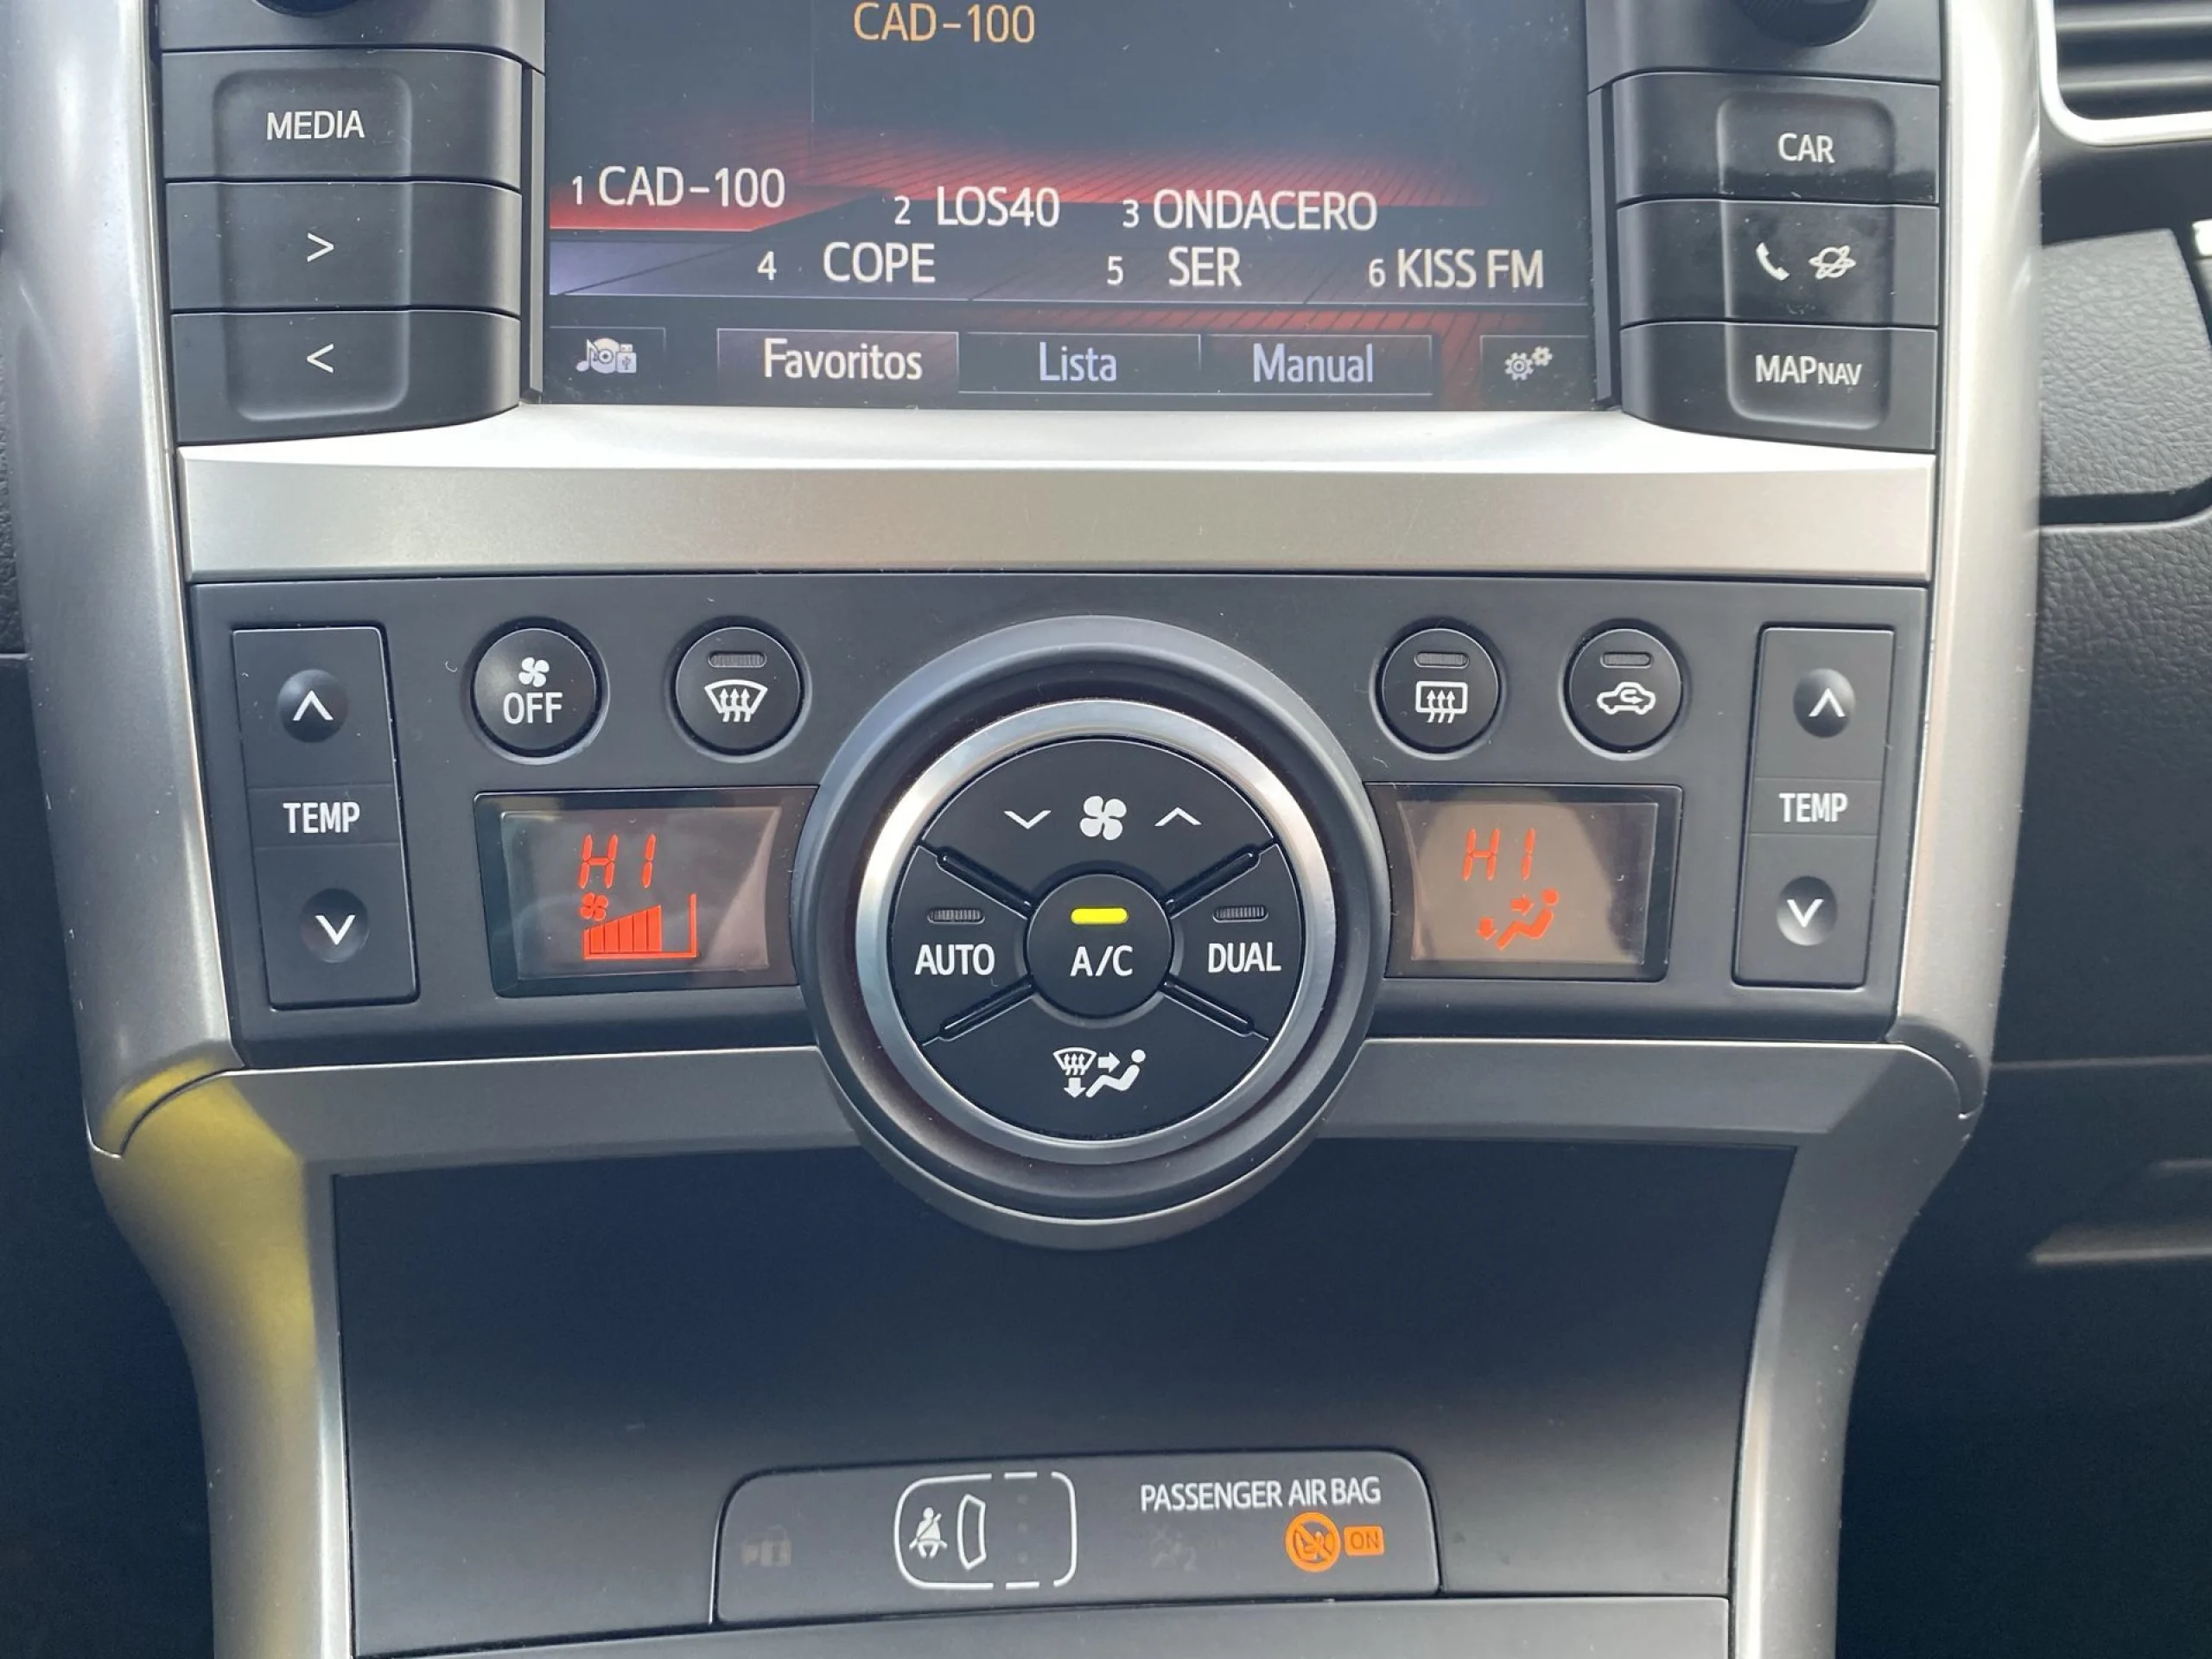 CAD-100
MEDIA
CAR
1 CAD-100
2 LOS40 3 ONDACERO
4 COPE 5 SER 6 KISS FM
>
<
Favoritos Lista Manual
MAPNAV
OFF
TEMP
TEMP
HI
HI
AUTO A/C DUAL
PASSENGER AIR BAG
ON